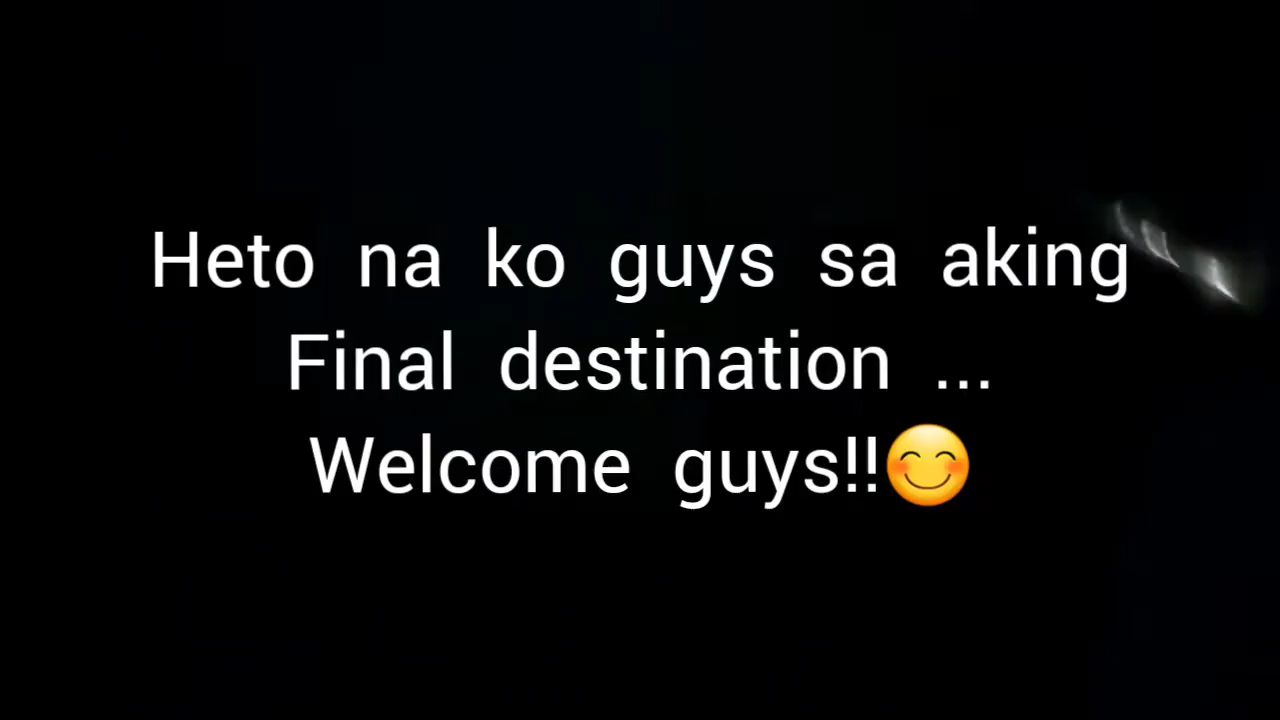 Heto na ko guys sa aking
Final destination ...
Welcome guys!!😊